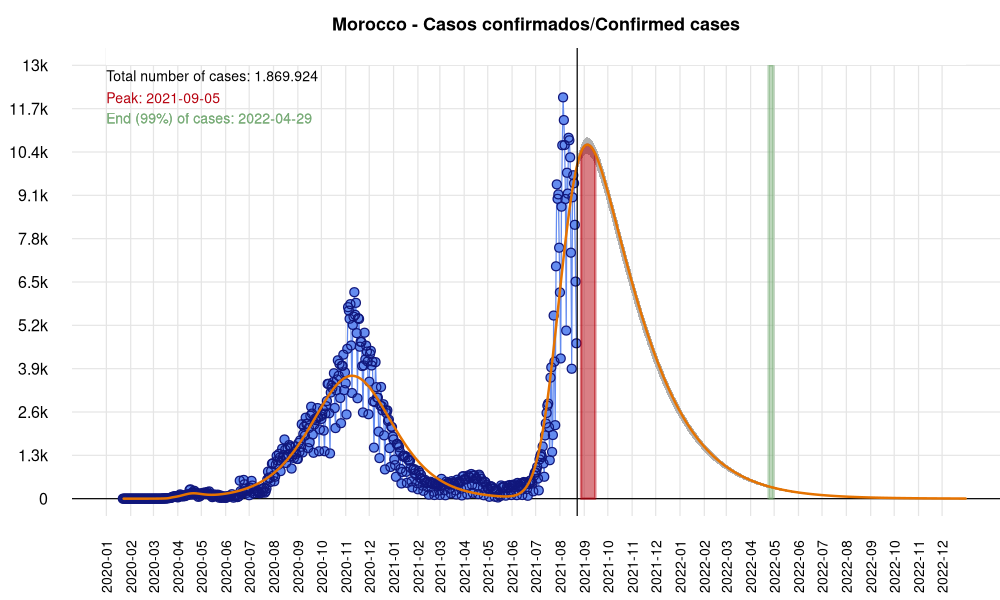 Morocco - Casos confirmados/Confirmed cases
Total number of cases: 1.869.924
Peak: 2021-09-05
End (99%) of cases: 2022-04-29
13k
11.7k
10.4k
9.1k
7.8k
6.5k
5.2k
3.9k
2.6k
1.3k
0
2020-01
2020-02
2020-03
2020-04
2020-05
2020-06
2020-07
2020-08
2020-09
2020-10
2020-11
2020-12
2021-01
2021-02
2021-03
2021-04
2021-05
2021-06
2021-07
2021-08
2021-09
2021-10
2021-11
2021-12
2022-01
2022-02
2022-03
2022-04
2022-05
2022-06
2022-07
2022-08
2022-09
2022-10
2022-11
2022-12